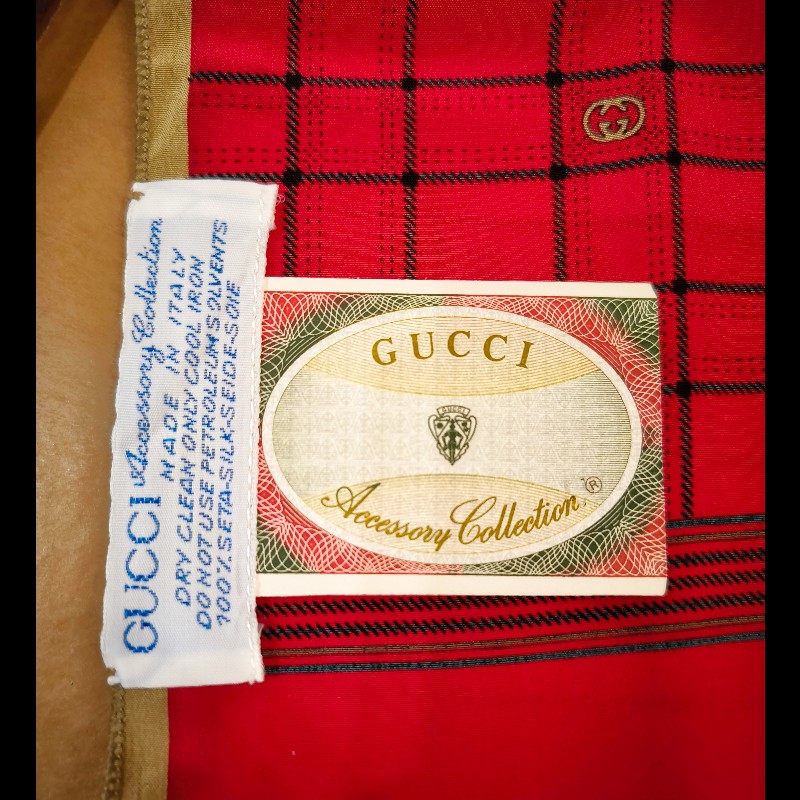 GUCCI Accessory Collection
MADE IN ITALY
DRY CLEAN ONLY COOL IRON
DO NOT USE PETROLEUM SOLVENTS
100% SETA-SILK-SEIDE-SOIE
GUCCI
GUCCI
Accessory Collection ®